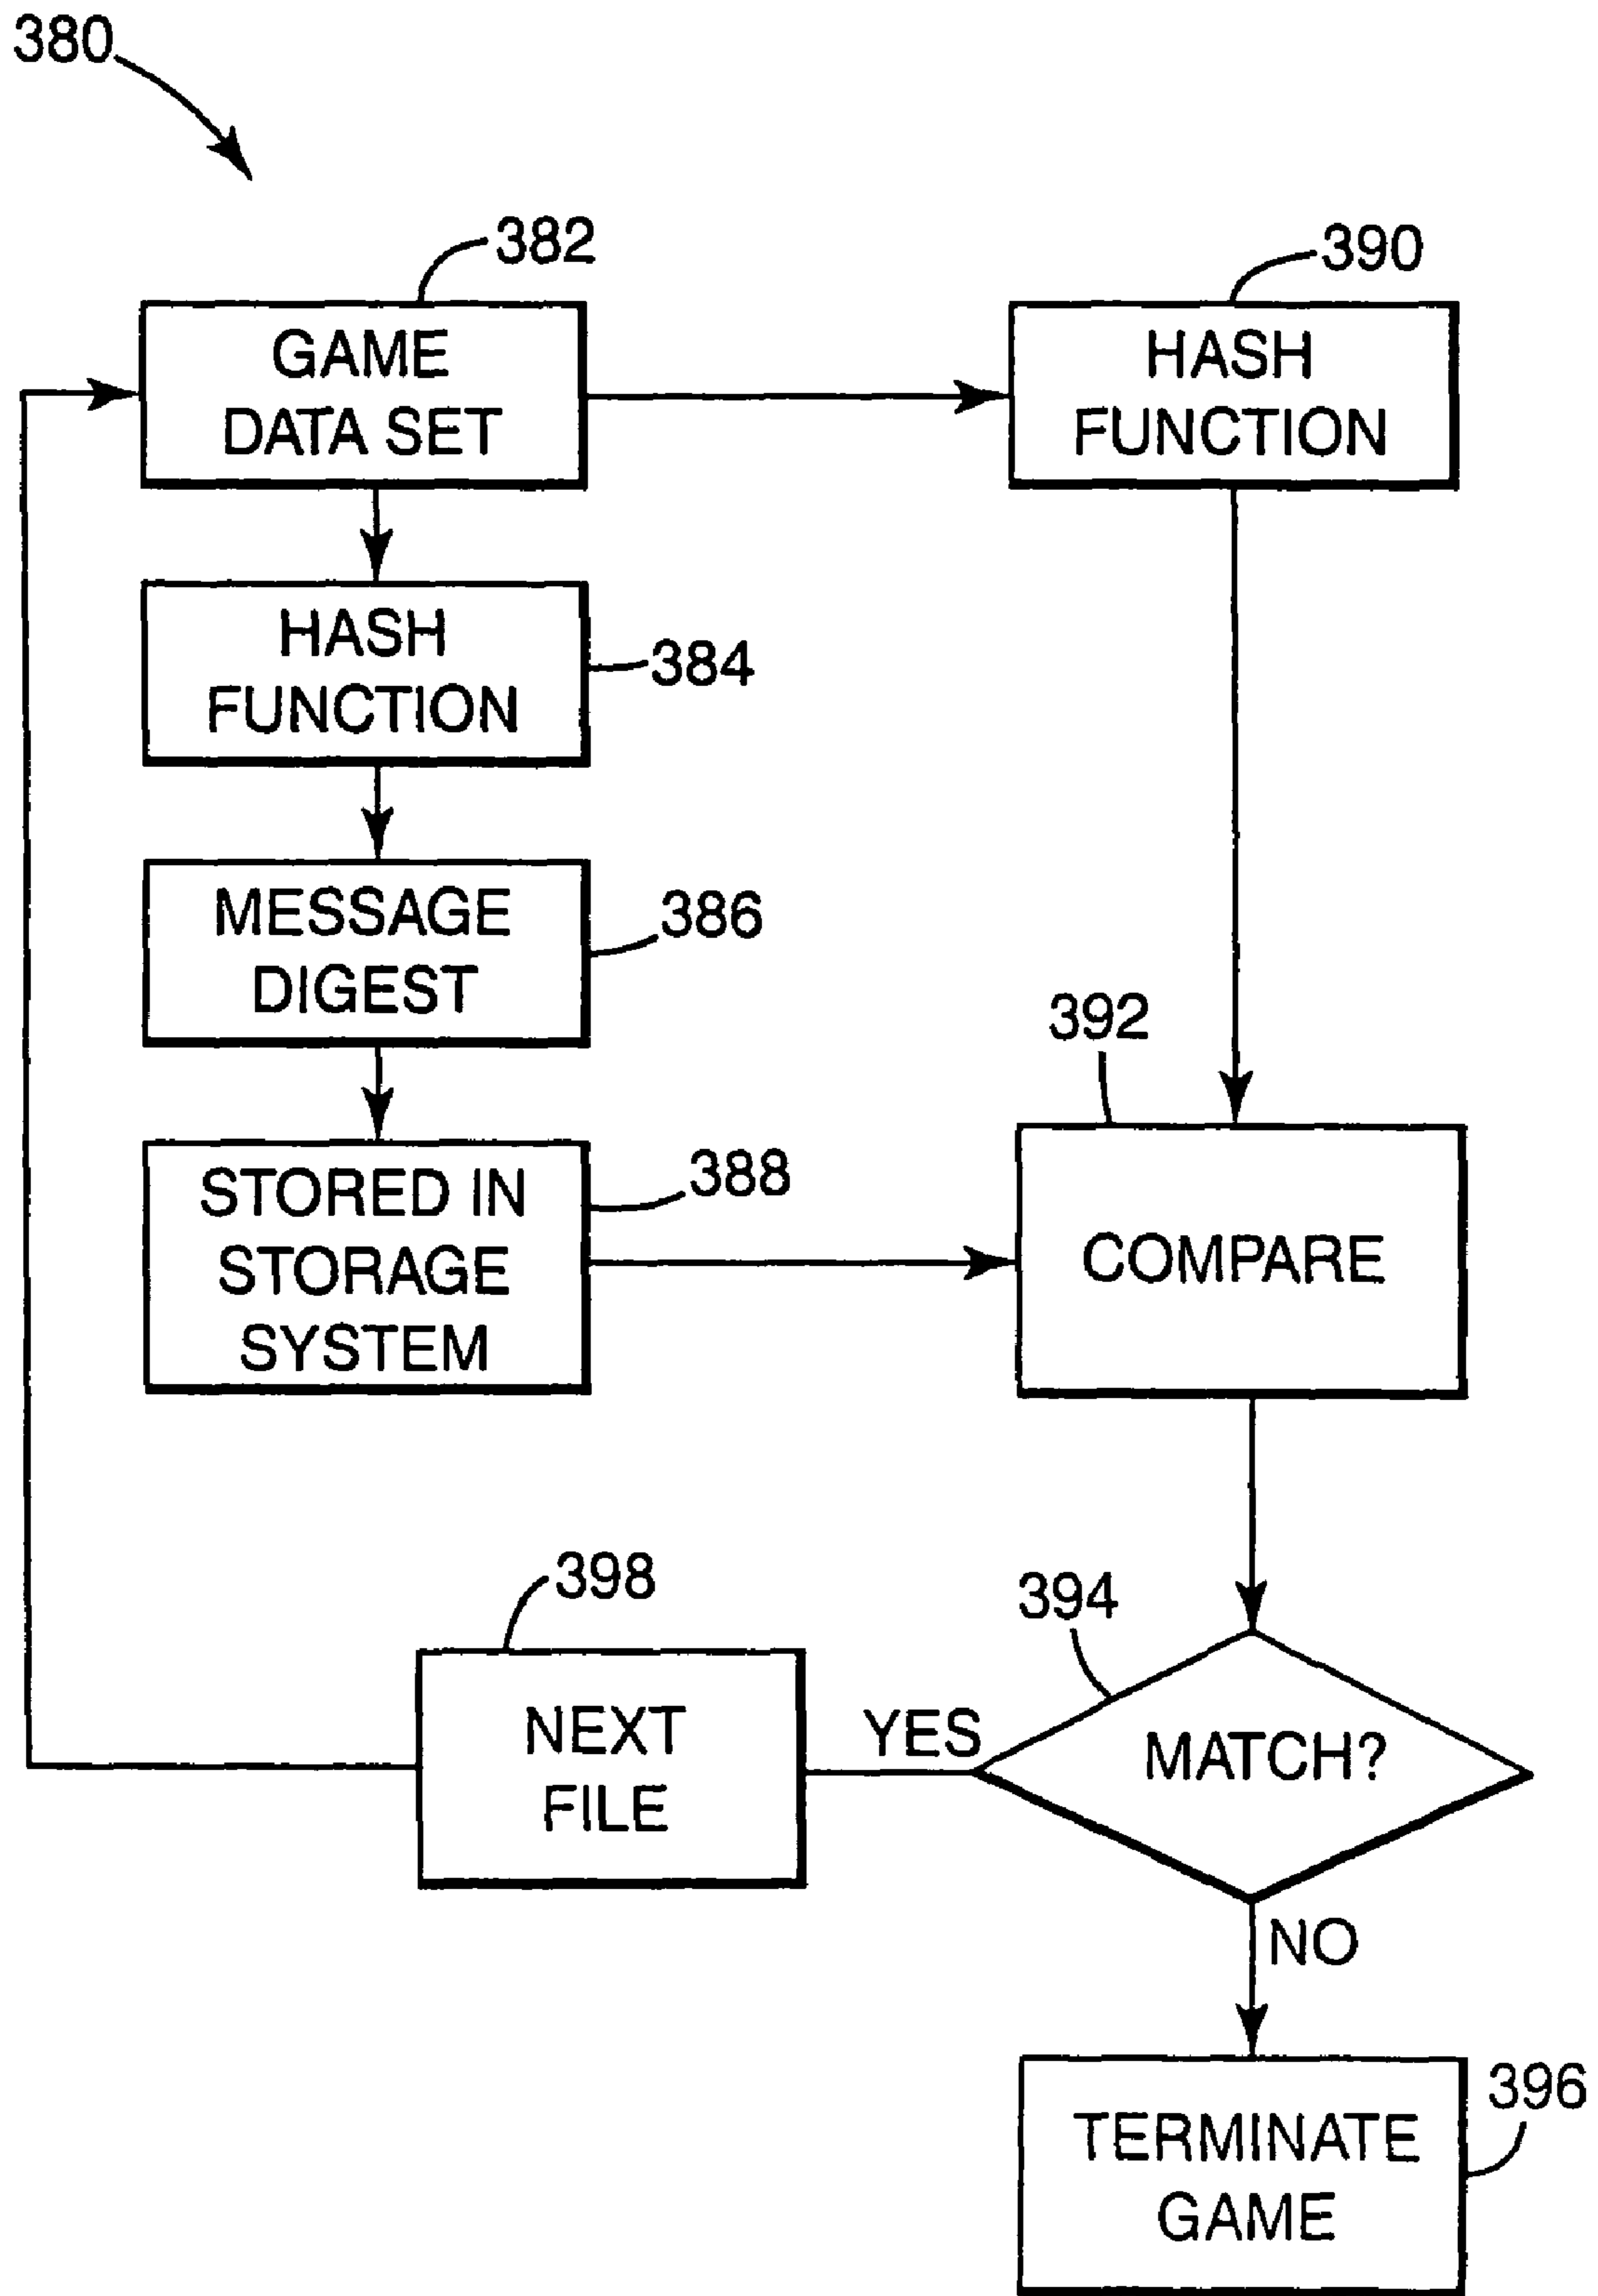 380
382
390
GAME
DATA SET
HASH
FUNCTION
HASH
FUNCTION
384
MESSAGE
DIGEST
386
392
STORED IN
STORAGE
SYSTEM
388
COMPARE
398
394
NEXT
FILE
YES
MATCH?
NO
396
TERMINATE
GAME